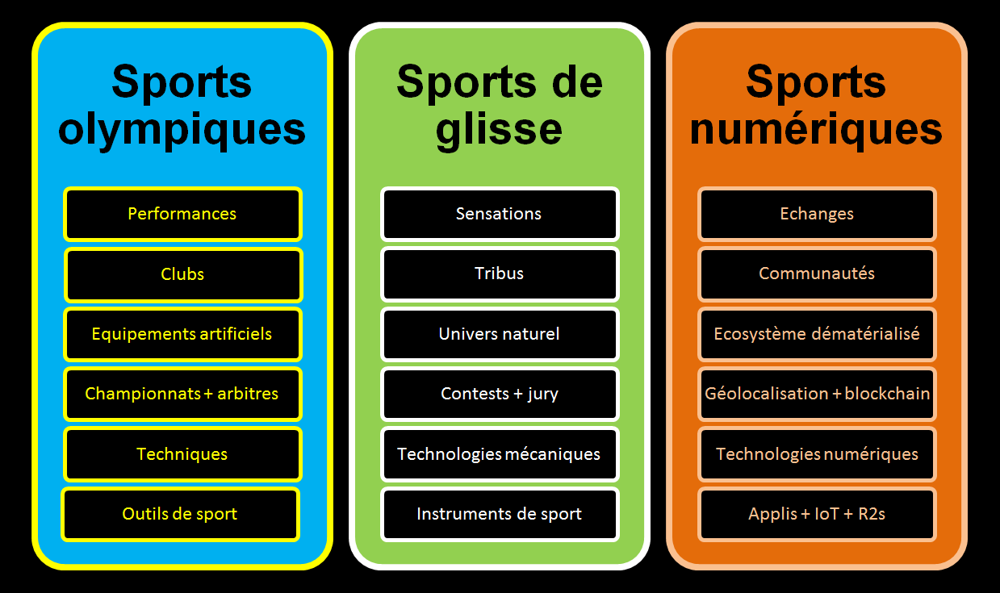 Sports
olympiques
Performances
Clubs
Equipements artificiels
Championnats + arbitres
Techniques
Outils de sport
Sports de
glisse
Sensations
Tribus
Univers naturel
Contests + jury
Technologies mécaniques
Instruments de sport
Sports
numériques
Echanges
Communautés
Ecosystème dématérialisé
Géolocalisation + blockchain
Technologies numériques
Applis + IoT + R2s